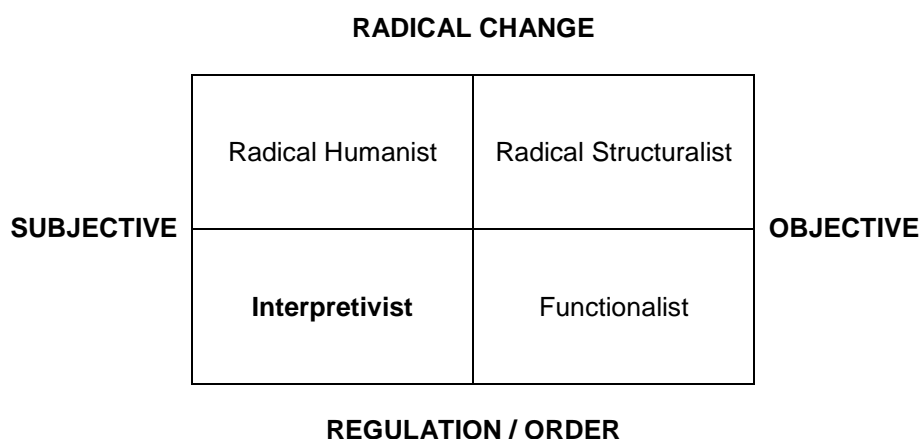 RADICAL CHANGE
Radical Humanist
Radical Structuralist
SUBJECTIVE
OBJECTIVE
Interpretivist
Functionalist
REGULATION / ORDER